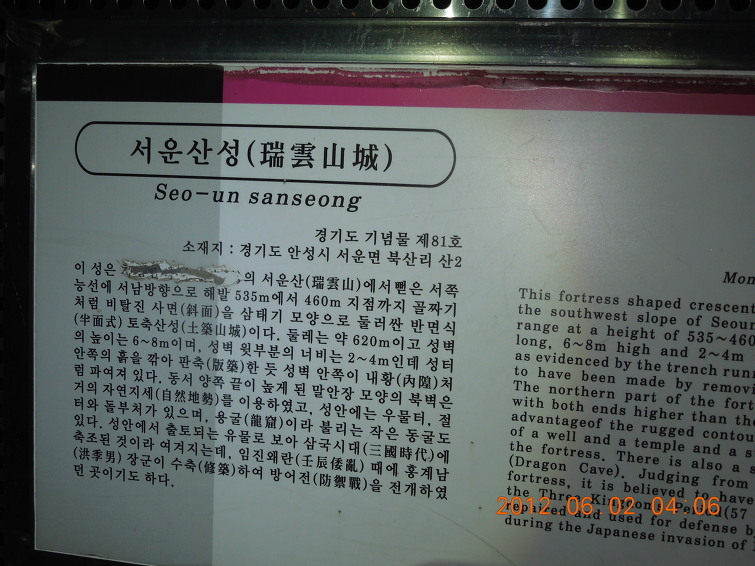 서운산성(瑞雲山城)
Seo-un sanseong
경기도 기념물 제81호
소재지 : 경기도 안성시 서운면 북산리 산2
이 성은 의 서운산(瑞雲山)에서 뻗은 서쪽
능선에 서남방향으로 해발 535m에서 460m 지점까지 골짜기
처럼 비탈진 사면(斜面)을 삼태기 모양으로 둘러싼 반면식
(半面式) 토축산성(土築山城)이다. 둘레는 약 620m이고 성벽
의 높이는 6~8m이며, 성벽 윗부분의 너비는 2~4m인데 성터
안쪽의 흙을 깎아 판축(版築)한 듯 성벽 안쪽이 내황(內隍)처
럼 파여져 있다. 동서 양쪽 끝이 높게 된 말안장 모양의 북벽은
거의 자연지세(自然地勢)를 이용하였고, 성안에는 우물터, 절
터와 돌부처가 있으며, 용굴(龍窟)이라 불리는 작은 동굴도
있다. 성안에서 출토되는 유물로 보아 삼국시대(三國時代)에
축조된 것이라 여겨지는데, 임진왜란(壬辰倭亂) 때에 홍계남
(洪季男) 장군이 수축(修築)하여 방어전(防禦戰)을 전개하였
던 곳이기도 하다.
Mon
This fortress shaped crescent
the southwest slope of Seoun
range at a height of 535~460
long, 6~8m high and 2~4m
as evidenced by the trench runn
to have been made by removi
The northern part of the fort
with both ends higher than the
advantageof the rugged contou
of a well and a temple and a s
the fortress. There is also a s
(Dragon Cave). Judging from
fortress, it is believed to have
the Three Kingdoms Period(57
repaired and used for defense b
during the Japanese invasion of
2012. 06. 02 04:06